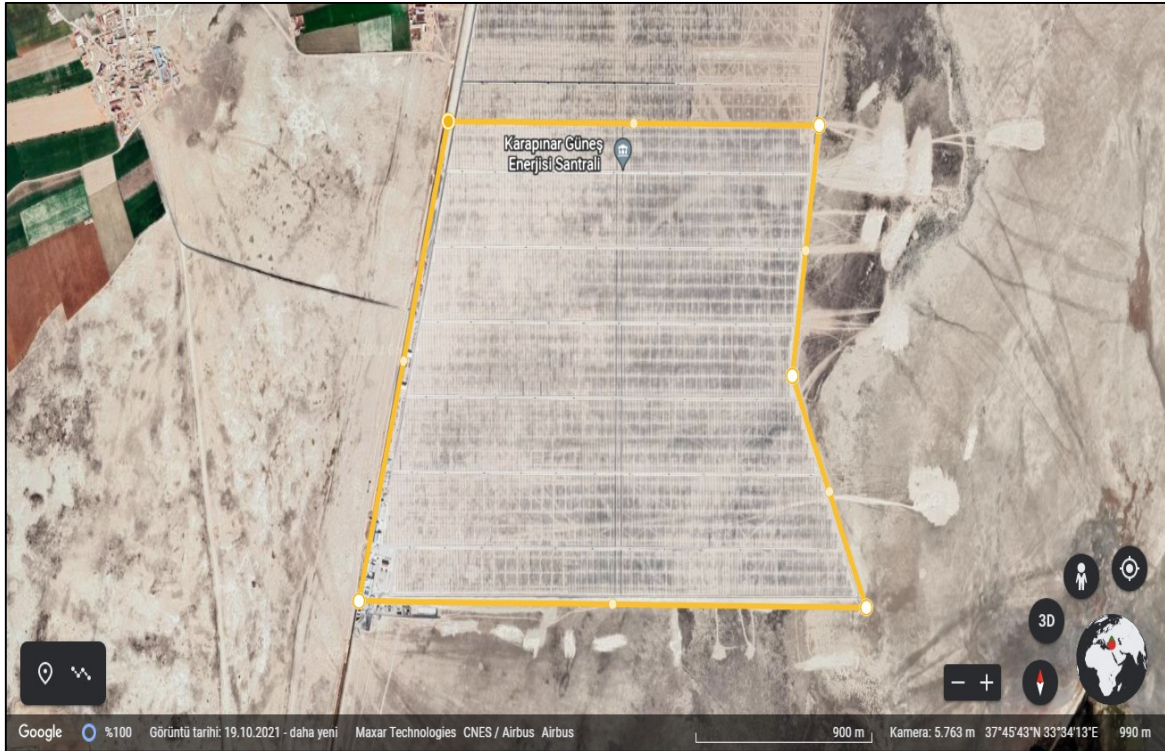 Karapınar Güneş
Enerjisi Santrali
3D
Google %100 Görüntü tarihi: 19.10.2021 - daha yeni Maxar Technologies CNES / Airbus Airbus 900 m Kamera: 5.763 m 37°45'43"N 33°34'13"E 990 m